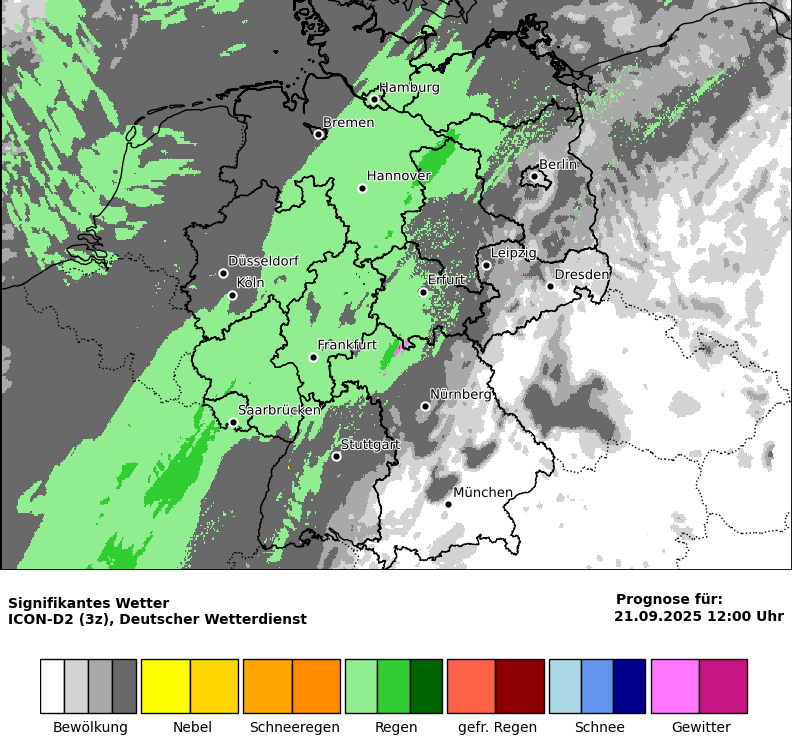 Hamburg
Bremen
Berlin
Hannover
Düsseldorf
Leipzig
Köln
Erfurt
Dresden
Frankfurt
Nürnberg
Saarbrücken
Stuttgart
München
Signifikantes Wetter
ICON-D2 (3z), Deutscher Wetterdienst
Prognose für:
21.09.2025 12:00 Uhr
Bewölkung
Nebel
Schneeregen
Regen
gefr. Regen
Schnee
Gewitter